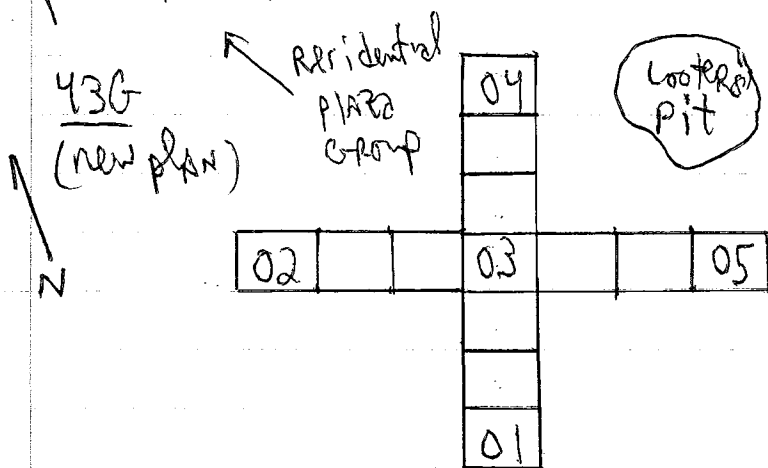 43G
(new plan)
Residential
plaza
Group
04
Looters'
pit
N
02
03
05
01